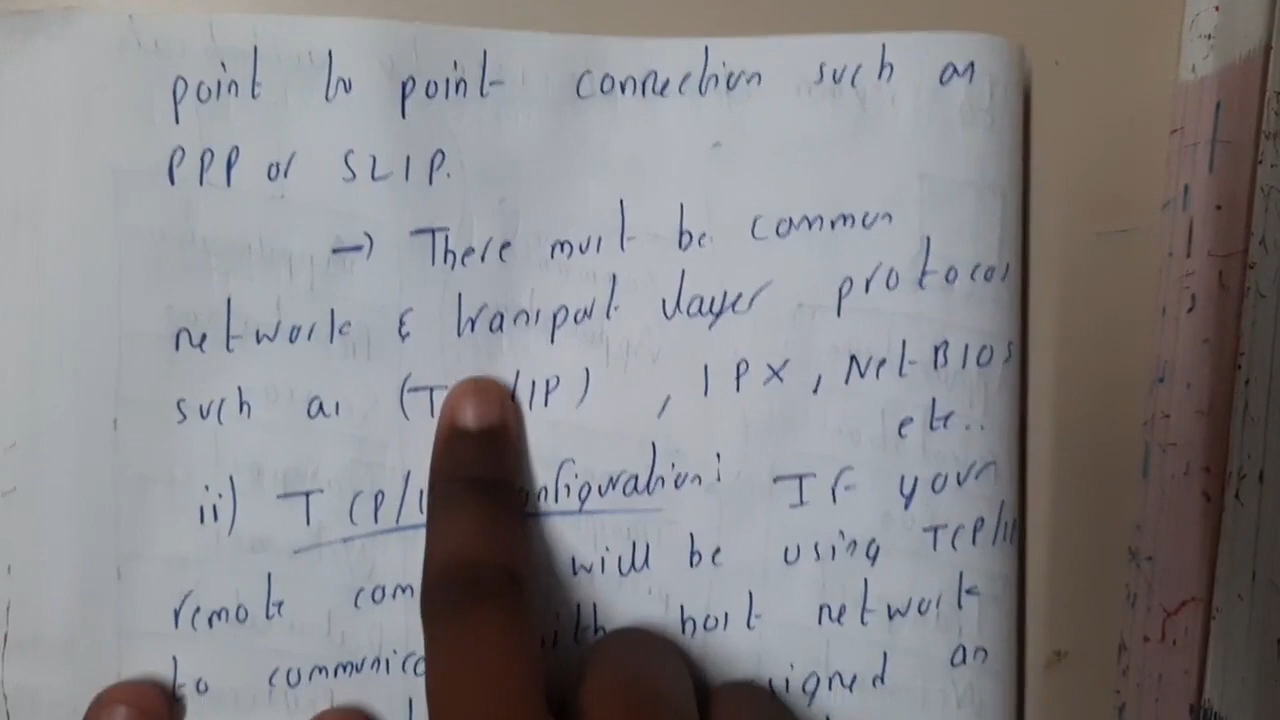 point to point connection such as
PPP or SLIP.
→ There must be common
network & transport layer protocol
such as (T /IP) , IPX, Net-BIOS
etc..
ii) TCP/I nfiguration: If your
remote com will be using TCP/I
to communica ith host network
igned an